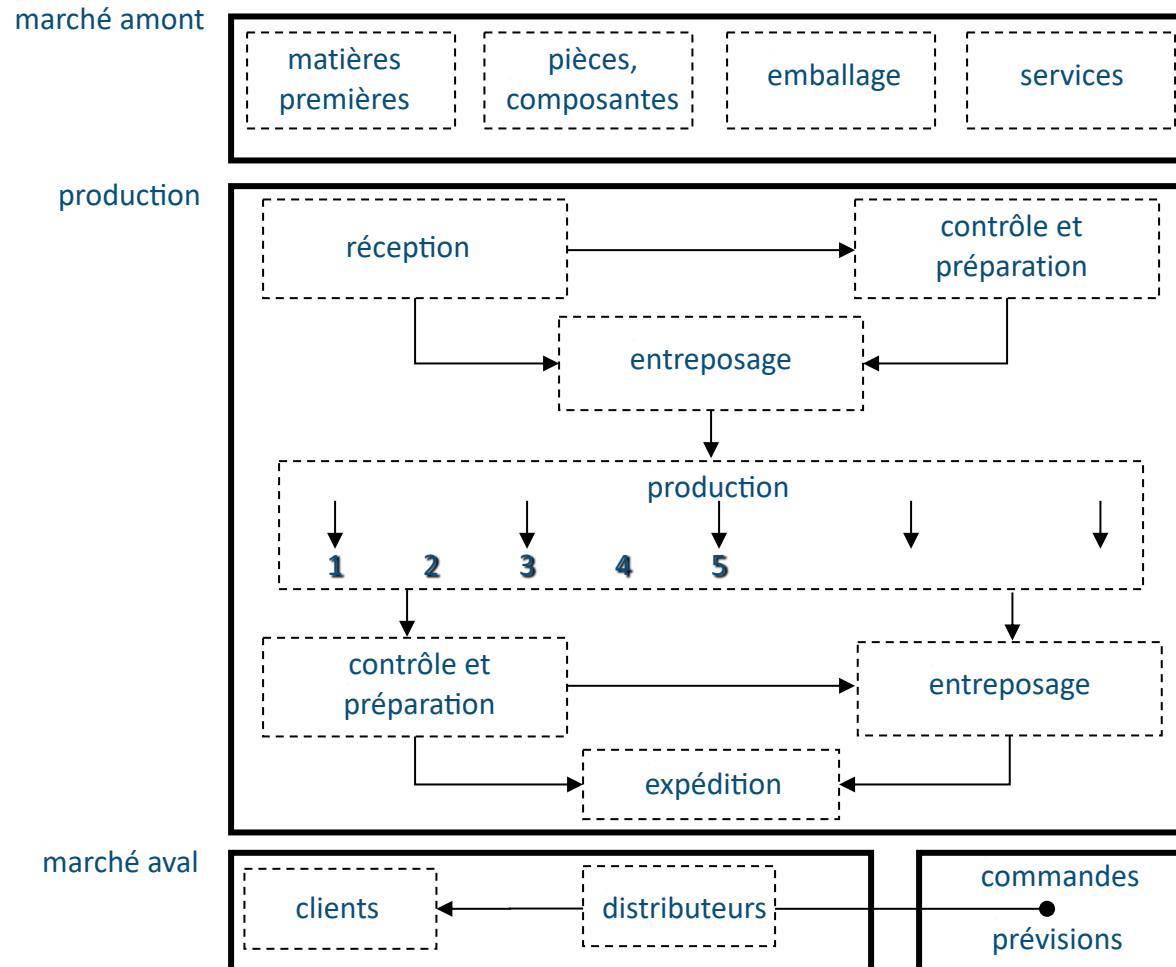 marché amont
matières
premières
pièces,
composantes
emballage
services
production
réception
contrôle et
préparation
entreposage
production
1 2 3 4 5
contrôle et
préparation
entreposage
expédition
marché aval
clients
distributeurs
commandes
prévisions